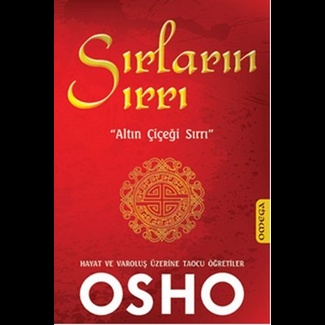 Sırların
Sırrı
"Altın Çiçeği Sırrı"
OMEGA
HAYAT VE VAROLUŞ ÜZERİNE TAOCU ÖĞRETİLER
OSHO